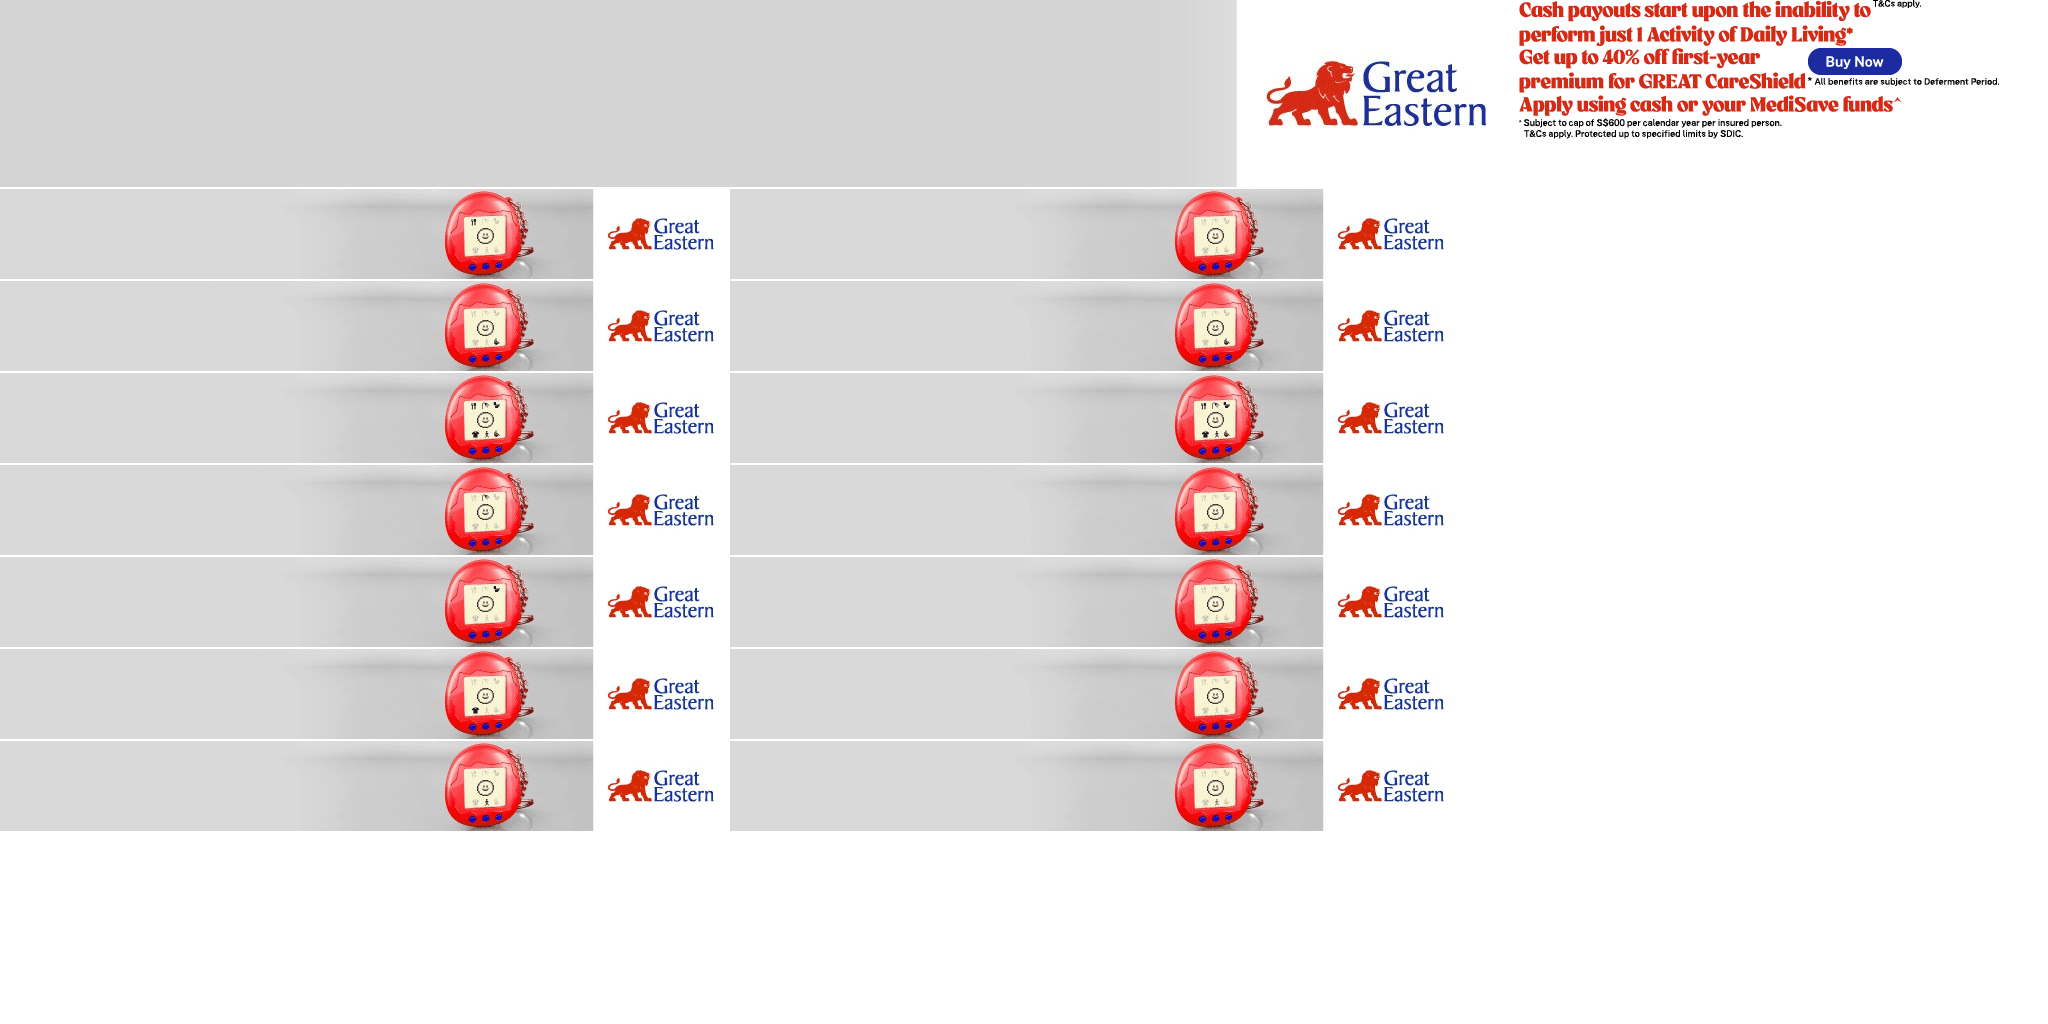 Great
Eastern
Cash payouts start upon the inability to
T&Cs apply.
perform just 1 Activity of Daily Living*
Get up to 40% off first-year
Buy Now
premium for GREAT CareShield
* All benefits are subject to Deferment Period.
Apply using cash or your MediSave funds^
^ Subject to cap of S$600 per calendar year per insured person.
T&Cs apply. Protected up to specified limits by SDIC.
Great
Eastern
Great
Eastern
Great
Eastern
Great
Eastern
Great
Eastern
Great
Eastern
Great
Eastern
Great
Eastern
Great
Eastern
Great
Eastern
Great
Eastern
Great
Eastern
Great
Eastern
Great
Eastern